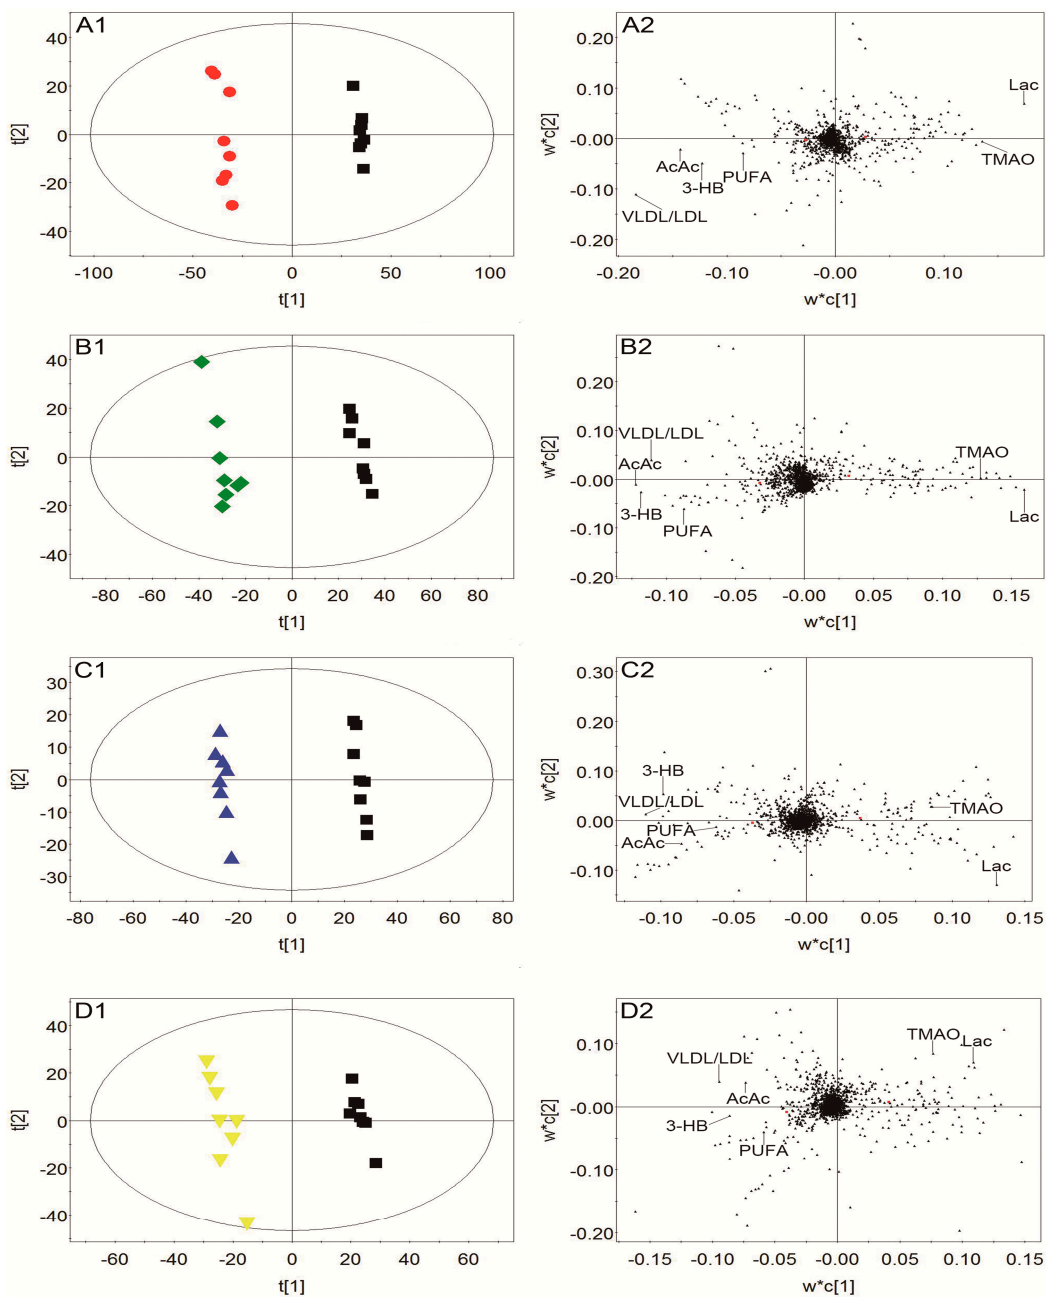 A1
40
20
0
-20
-40
t[2]
-100 -50 0 50 100
t[1]
A2
0.20
0.10
-0.00
-0.10
-0.20
w*c[2]
Lac
TMAO
AcAc
3-HB
PUFA
VLDL/LDL
-0.20 -0.10 -0.00 0.10
w*c[1]
B1
40
20
0
-20
-40
t[2]
-80 -60 -40 -20 0 20 40 60 80
t[1]
B2
0.20
0.10
-0.00
-0.10
-0.20
w*c[2]
VLDL/LDL
TMAO
AcAc
3-HB
PUFA
Lac
-0.10 -0.05 -0.00 0.05 0.10 0.15
w*c[1]
C1
30
20
10
0
-10
-20
-30
t[2]
-80 -60 -40 -20 0 20 40 60 80
t[1]
C2
0.30
0.20
0.10
0.00
-0.10
w*c[2]
3-HB
VLDL/LDL
TMAO
PUFA
AcAc
Lac
-0.10 -0.05 -0.00 0.05 0.10 0.15
w*c[1]
D1
40
20
0
-20
-40
t[2]
-60 -40 -20 0 20 40 60
t[1]
D2
0.10
-0.00
-0.10
-0.20
w*c[2]
TMAO
Lac
VLDL/LDL
AcAc
3-HB
PUFA
-0.15 -0.10 -0.05 -0.00 0.05 0.10 0.15
w*c[1]